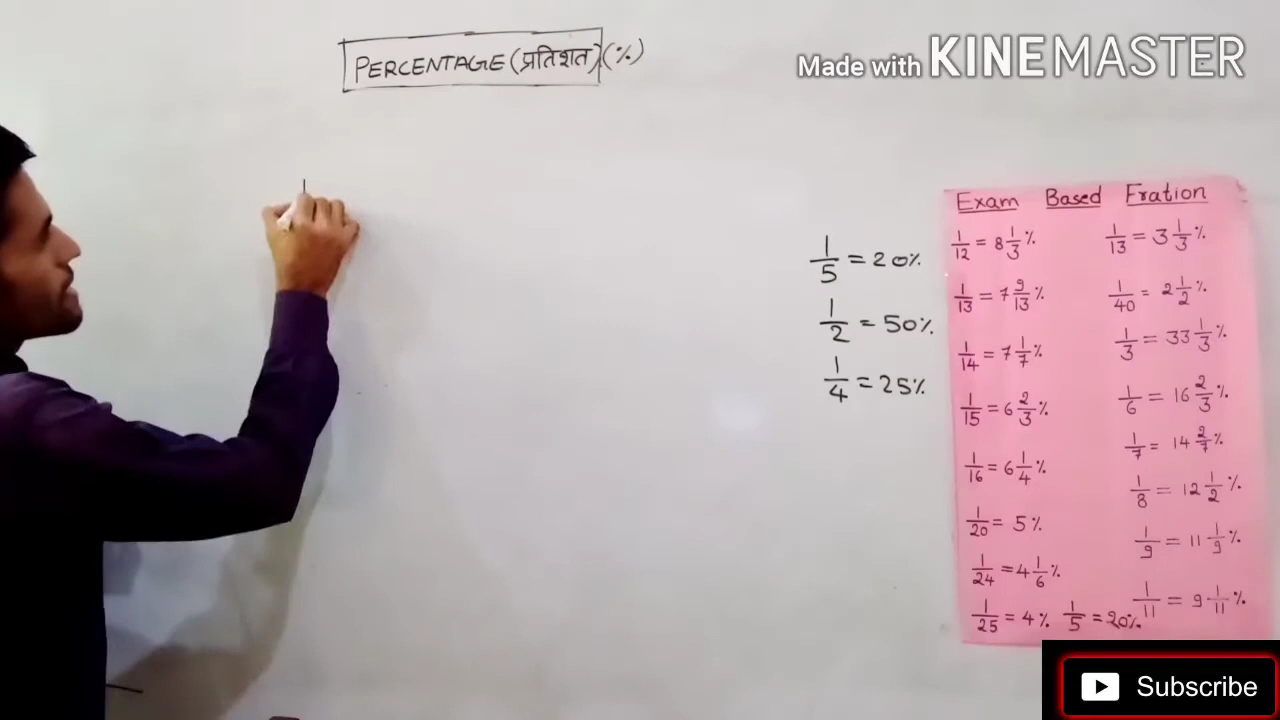 PERCENTAGE (प्रतिशत) (%)
Made with KINEMASTER
1/5 = 20%
1/2 = 50%
1/4 = 25%
Exam Based Fration
1/12 = 8 1/3%
1/13 = 3 1/3%
1/13 = 7 9/13%
1/40 = 2 1/2%
1/14 = 7 1/7%
1/3 = 33 1/3%
1/15 = 6 2/3%
1/6 = 16 2/3%
1/16 = 6 1/4%
1/7 = 14 2/7%
1/20 = 5%
1/8 = 12 1/2%
1/24 = 4 1/6%
1/9 = 11 1/9%
1/25 = 4% 1/5 = 20%
1/11 = 9 1/11%
Subscribe